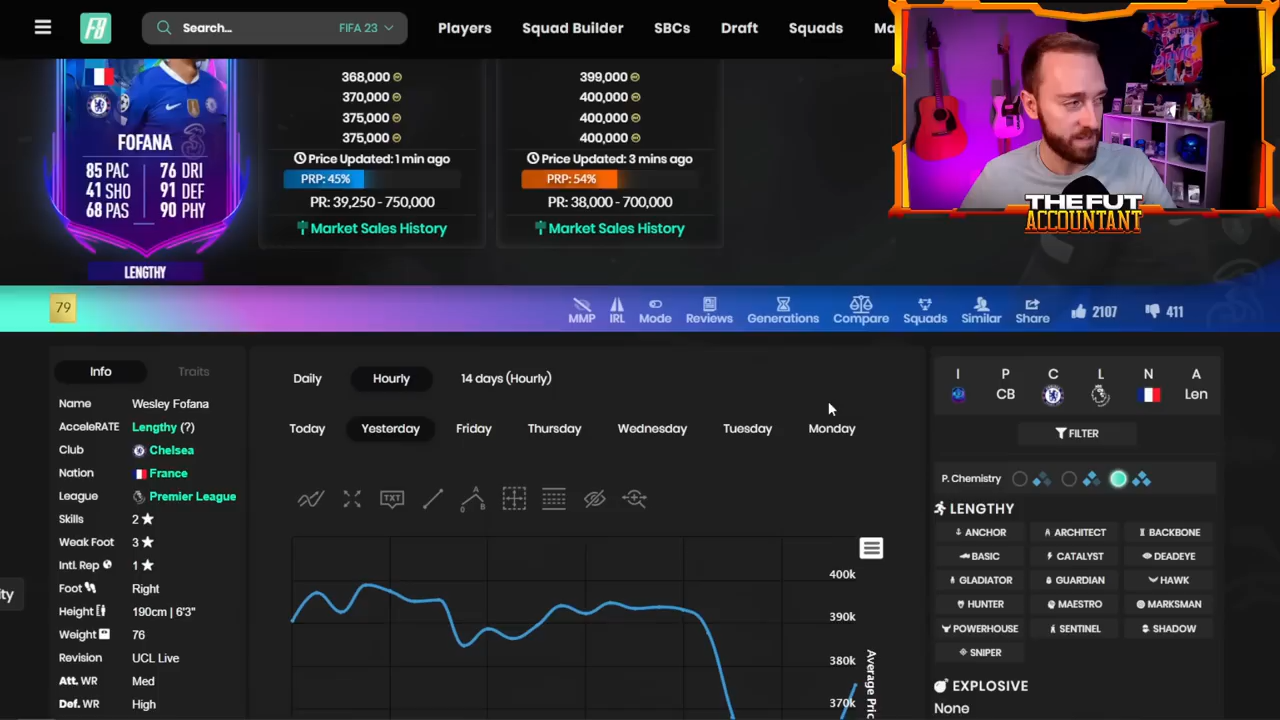 F8
Search...
FIFA 23
Players
Squad Builder
SBCs
Draft
Squads
Ma
THE FUT
ACCOUNTANT
FOFANA
85 PAC
76 DRI
41 SHO
91 DEF
68 PAS
90 PHY
LENGTHY
368,000
370,000
375,000
375,000
Price Updated: 1 min ago
PRP: 45%
PR: 39,250 - 750,000
Market Sales History
399,000
400,000
400,000
400,000
Price Updated: 3 mins ago
PRP: 54%
PR: 38,000 - 700,000
Market Sales History
79
MMP
IRL
Mode
Reviews
Generations
Compare
Squads
Similar
Share
2107
411
Info
Traits
Name Wesley Fofana
AcceleRATE Lengthy (?)
Club Chelsea
Nation France
League Premier League
Skills 2
Weak Foot 3
Intl.Rep 1
Foot Right
Height 190cm | 6'3"
Weight 76
Revision UCL Live
Att. WR Med
Def. WR High
ity
Daily
Hourly
14 days (Hourly)
Today
Yesterday
Friday
Thursday
Wednesday
Tuesday
Monday
TXT
400k
390k
380k
370k
Average Pric
I P C L N A
CB
Len
FILTER
P. Chemistry
LENGTHY
ANCHOR
ARCHITECT
BACKBONE
BASIC
CATALYST
DEADEYE
GLADIATOR
GUARDIAN
HAWK
HUNTER
MAESTRO
MARKSMAN
POWERHOUSE
SENTINEL
SHADOW
SNIPER
EXPLOSIVE
None